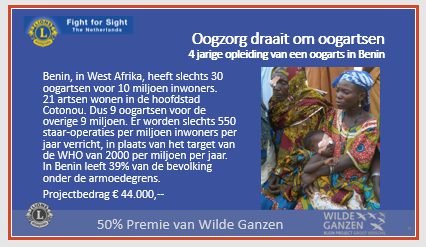 Fight for Sight
The Netherlands
Oogzorg draait om oogartsen
4 jarige opleiding van een oogarts in Benin
Benin, in West Afrika, heeft slechts 30
oogartsen voor 10 miljoen inwoners.
21 artsen wonen in de hoofdstad
Cotonou. Dus 9 oogartsen voor de
overige 9 miljoen. Er worden slechts 550
staar-operaties per miljoen inwoners per
jaar verricht, in plaats van het target van
de WHO van 2000 per miljoen per jaar.
In Benin leeft 39% van de bevolking
onder de armoedegrens.
Projectbedrag € 44.000,--
50% Premie van Wilde Ganzen
WILDE
GANZEN